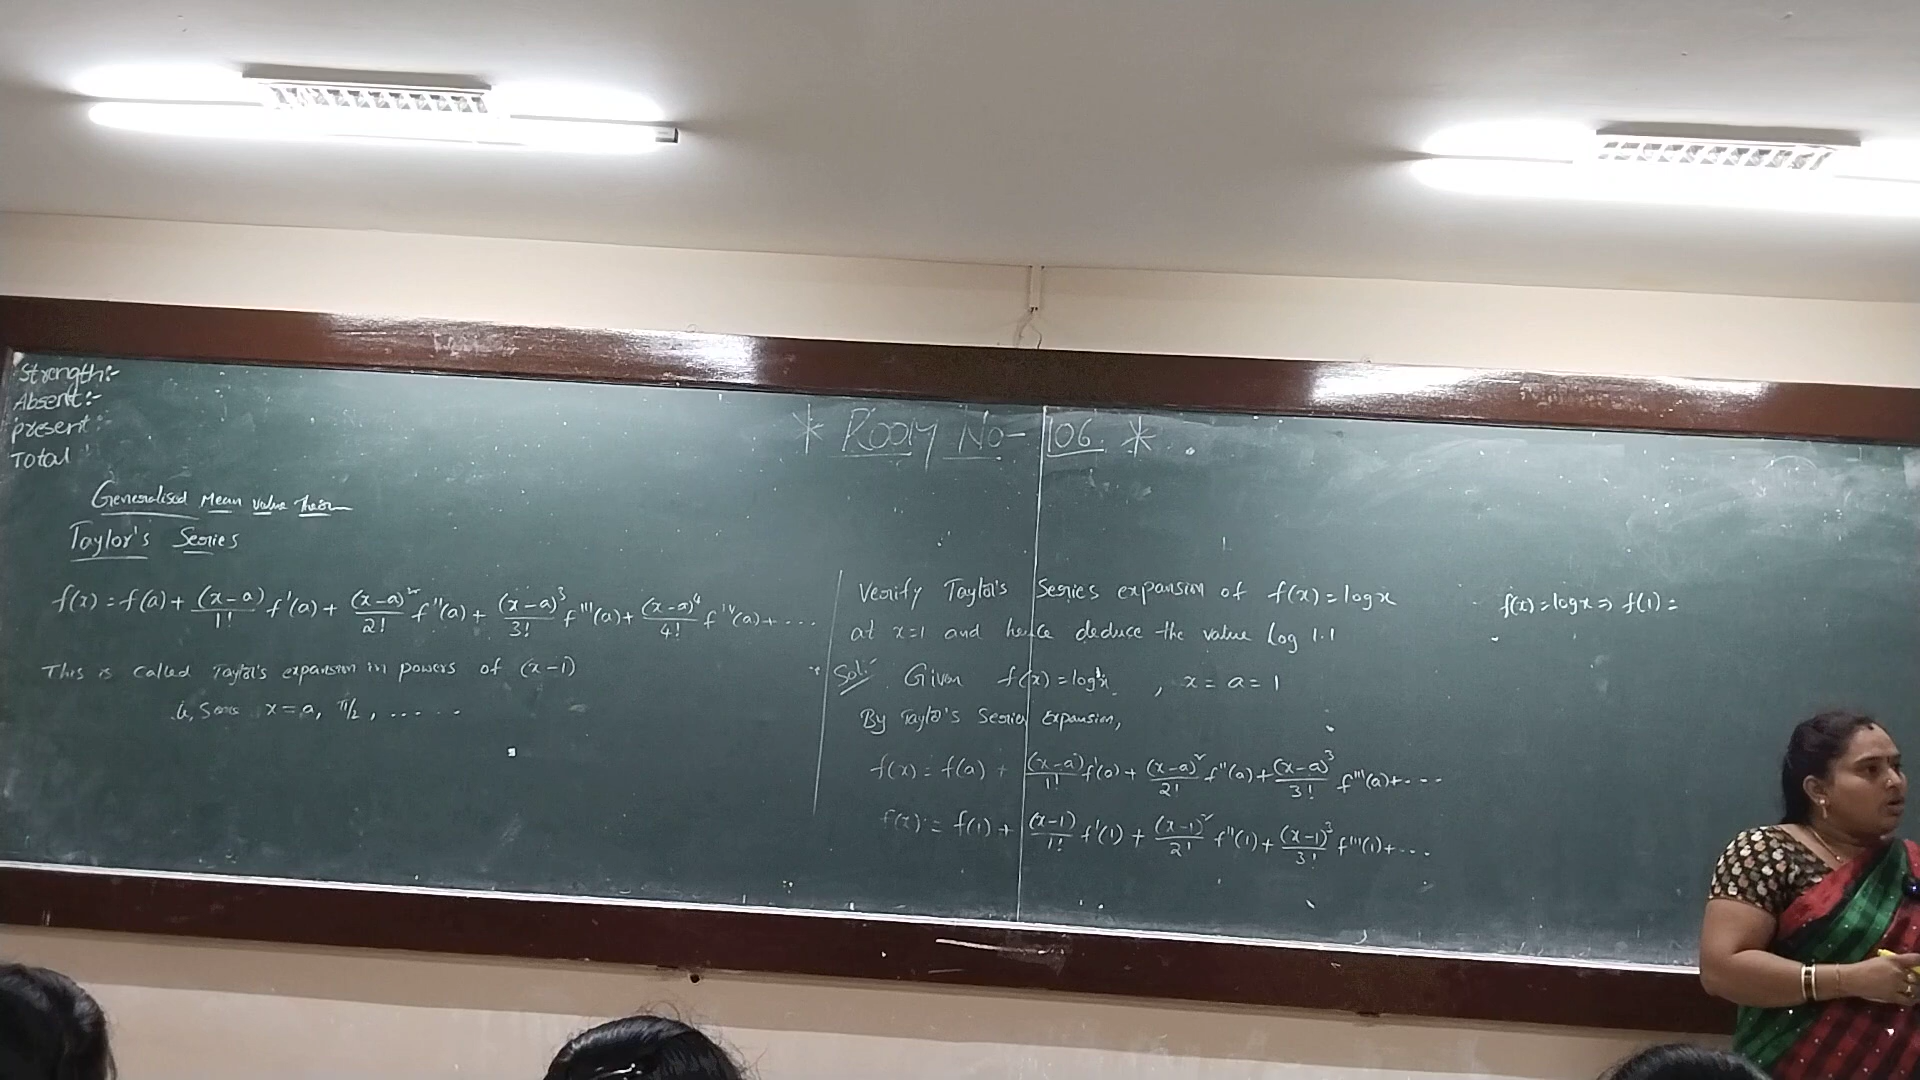 Strength:-
Absent:-
Present:-
Total
* ROOM No- 106. *
Generalised Mean Value Theorem
Taylor's Series
f(x) = f(a) + (x-a)/1! f'(a) + (x-a)²/2! f''(a) + (x-a)³/3! f'''(a) + (x-a)⁴/4! f'ᵛ(a) + ....
This is called Taylor's expansion in powers of (x-1)
x = a, π/2, ......
Verify Taylor's Series expansion of f(x) = log x
at x=1 and hence deduce the value log 1.1
Sol:- Given f(x) = log x, x = a = 1
By Taylor's Series Expansion,
f(x) = f(a) + (x-a)/1! f'(a) + (x-a)²/2! f''(a) + (x-a)³/3! f'''(a) + ....
f(x) = f(1) + (x-1)/1! f'(1) + (x-1)²/2! f''(1) + (x-1)³/3! f'''(1) + ....
f(x) = log x ⇒ f(1) =